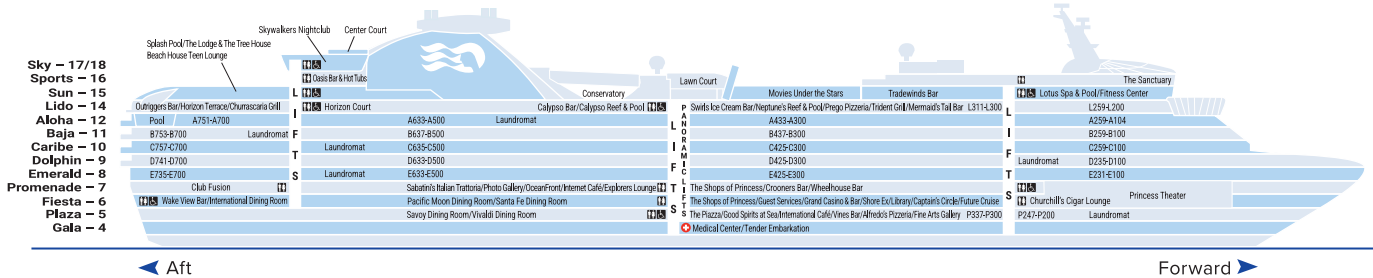 Skywalkers Nightclub
Center Court
Splash Pool/The Lodge & The Tree House
Beach House Teen Lounge
Sky – 17/18
Sports – 16
Oasis Bar & Hot Tubs
Lawn Court
The Sanctuary
Sun – 15
Conservatory
Movies Under the Stars
Tradewinds Bar
Lotus Spa & Pool/Fitness Center
Lido – 14
Outriggers Bar/Horizon Terrace/Churrascaria Grill
Horizon Court
Calypso Bar/Calypso Reef & Pool
Swirls Ice Cream Bar/Neptune's Reef & Pool/Prego Pizzeria/Trident Grill/Mermaid's Tail Bar L311-L300
L259-L200
Aloha – 12
Pool
A751-A700
A633-A500
Laundromat
A433-A300
A259-A104
Baja – 11
B753-B700
Laundromat
B637-B500
B437-B300
B259-B100
Caribe – 10
C757-C700
Laundromat
C635-C500
C425-C300
C259-C100
Dolphin – 9
D741-D700
D633-D500
D425-D300
Laundromat
D235-D100
Emerald – 8
E735-E700
Laundromat
E633-E500
E425-E300
E231-E100
Promenade – 7
Club Fusion
Sabatini's Italian Trattoria/Photo Gallery/OceanFront/Internet Café/Explorers Lounge
The Shops of Princess/Crooners Bar/Wheelhouse Bar
Princess Theater
Fiesta – 6
Wake View Bar/International Dining Room
Pacific Moon Dining Room/Santa Fe Dining Room
The Shops of Princess/Guest Services/Grand Casino & Bar/Shore Ex/Library/Captain's Circle/Future Cruise
Churchill's Cigar Lounge
Plaza – 5
Savoy Dining Room/Vivaldi Dining Room
The Piazza/Good Spirits at Sea/International Café/Vines Bar/Alfredo's Pizzeria/Fine Arts Gallery P337-P300
P247-P200
Laundromat
Gala – 4
Medical Center/Tender Embarkation
LIFTS
LIFTS
PANORAMIC LIFTS
LIFTS
Aft
Forward